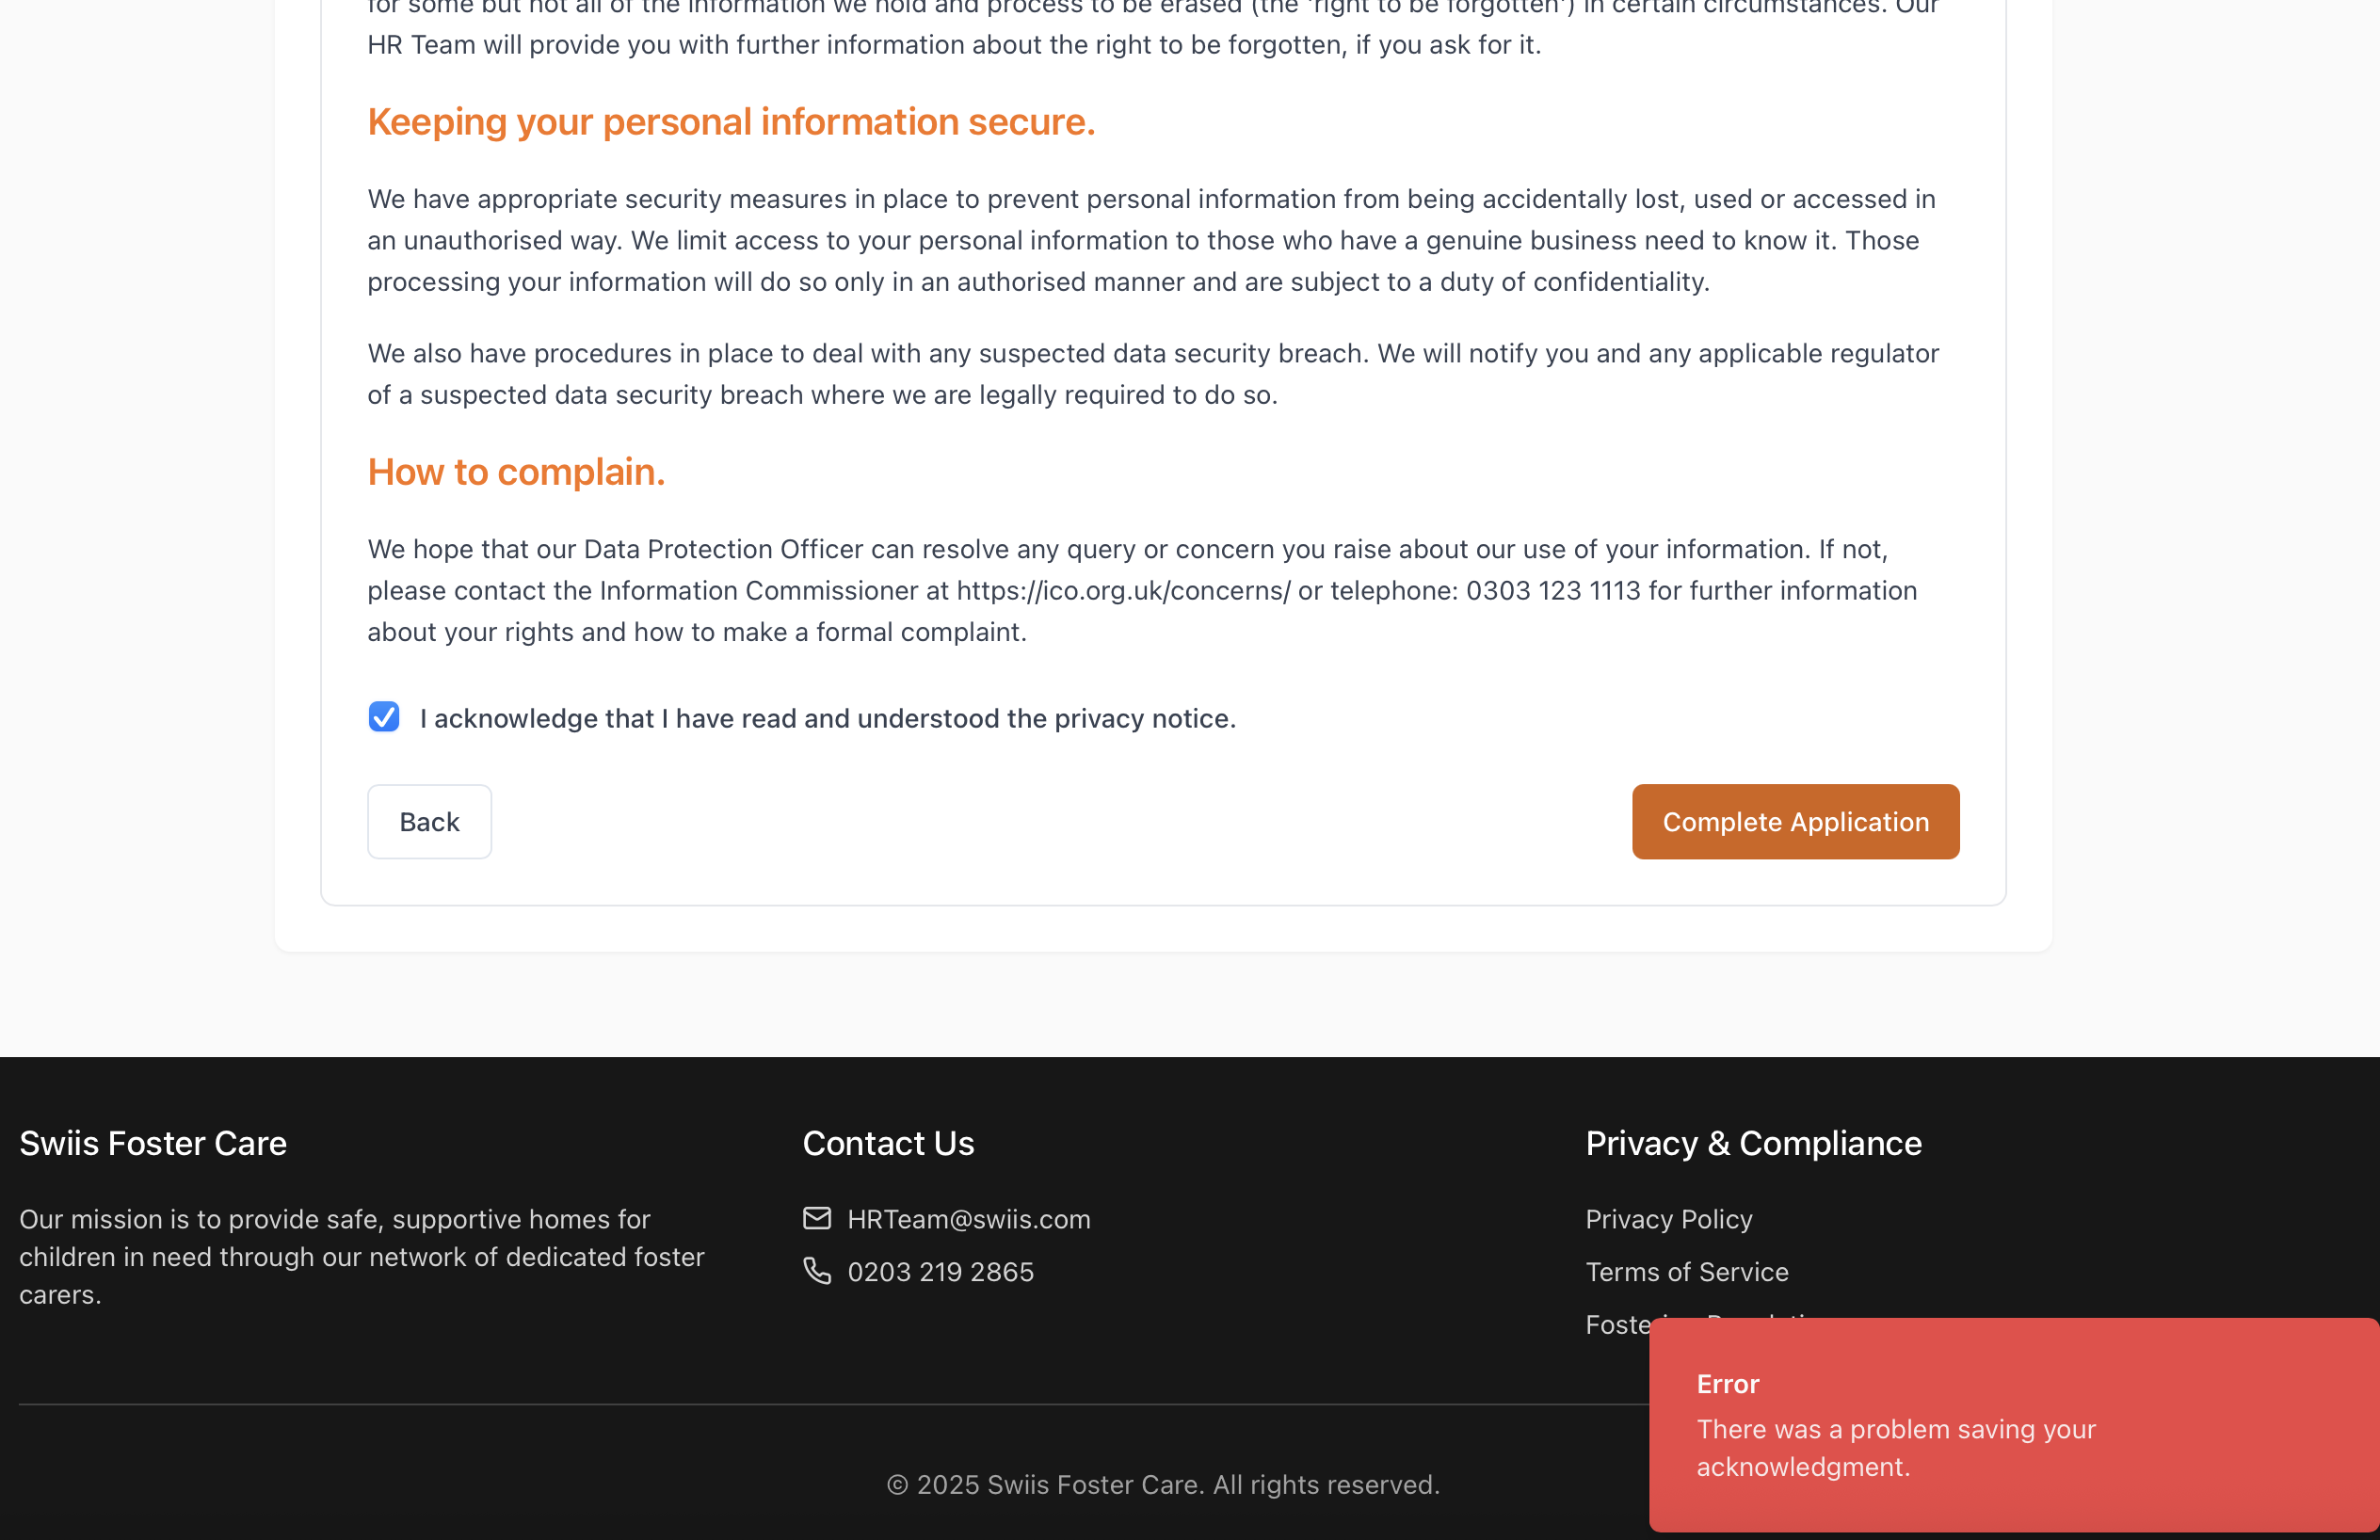 for some but not all of the information we hold and process to be erased (the 'right to be forgotten') in certain circumstances. Our
HR Team will provide you with further information about the right to be forgotten, if you ask for it.
Keeping your personal information secure.
We have appropriate security measures in place to prevent personal information from being accidentally lost, used or accessed in
an unauthorised way. We limit access to your personal information to those who have a genuine business need to know it. Those
processing your information will do so only in an authorised manner and are subject to a duty of confidentiality.
We also have procedures in place to deal with any suspected data security breach. We will notify you and any applicable regulator
of a suspected data security breach where we are legally required to do so.
How to complain.
We hope that our Data Protection Officer can resolve any query or concern you raise about our use of your information. If not,
please contact the Information Commissioner at https://ico.org.uk/concerns/ or telephone: 0303 123 1113 for further information
about your rights and how to make a formal complaint.
I acknowledge that I have read and understood the privacy notice.
Back
Complete Application
Swiis Foster Care
Our mission is to provide safe, supportive homes for
children in need through our network of dedicated foster
carers.
Contact Us
HRTeam@swiis.com
0203 219 2865
Privacy & Compliance
Privacy Policy
Terms of Service
Error
There was a problem saving your
acknowledgment.
© 2025 Swiis Foster Care. All rights reserved.